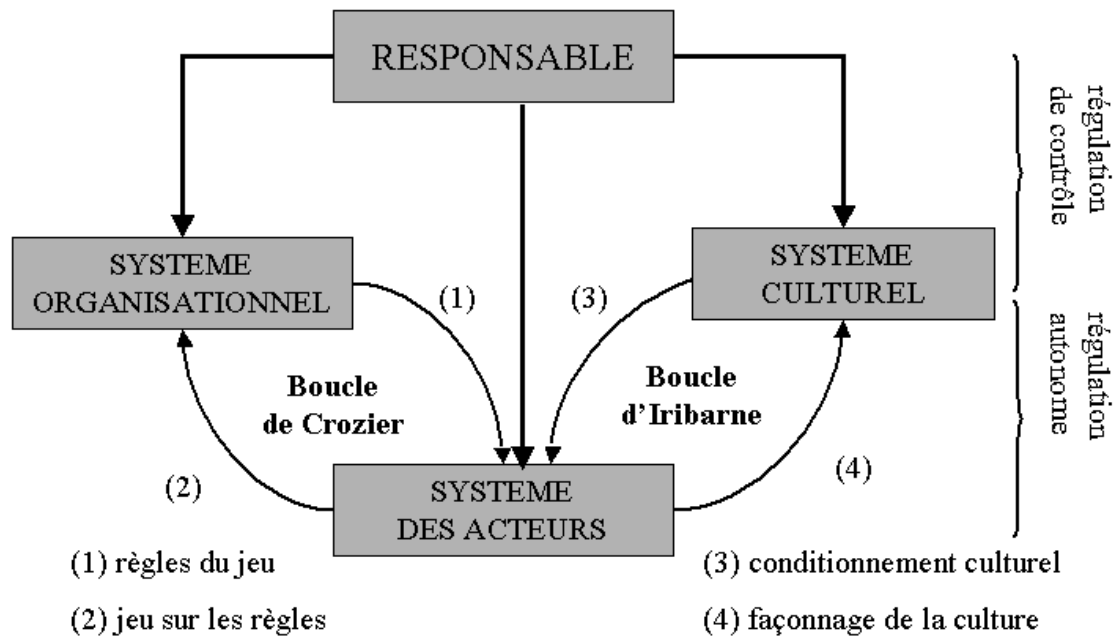 RESPONSABLE
régulation
de contrôle
SYSTEME
ORGANISATIONNEL
SYSTEME
CULTUREL
(1)
(3)
régulation
autonome
Boucle
de Crozier
Boucle
d’Iribarne
(2)
(4)
SYSTEME
DES ACTEURS
(1) règles du jeu
(3) conditionnement culturel
(2) jeu sur les règles
(4) façonnage de la culture